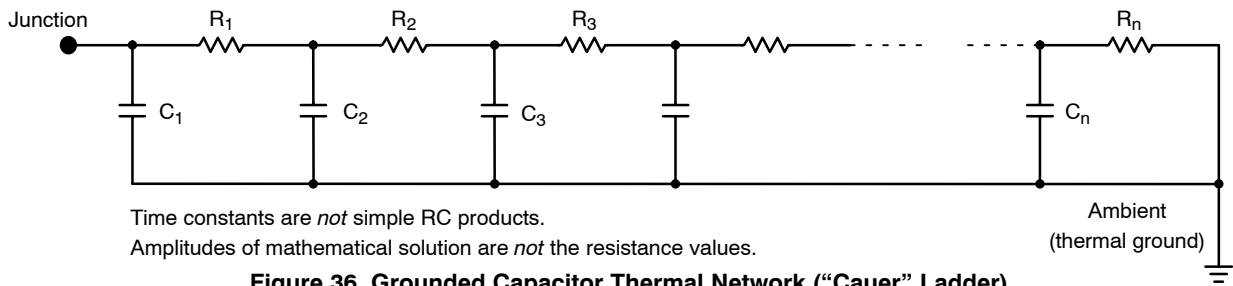 Junction
R1
R2
R3
Rn
C1
C2
C3
Cn
Time constants are not simple RC products.
Amplitudes of mathematical solution are not the resistance values.
Ambient
(thermal ground)
Figure 36. Grounded Capacitor Thermal Network (“Cauer” Ladder)